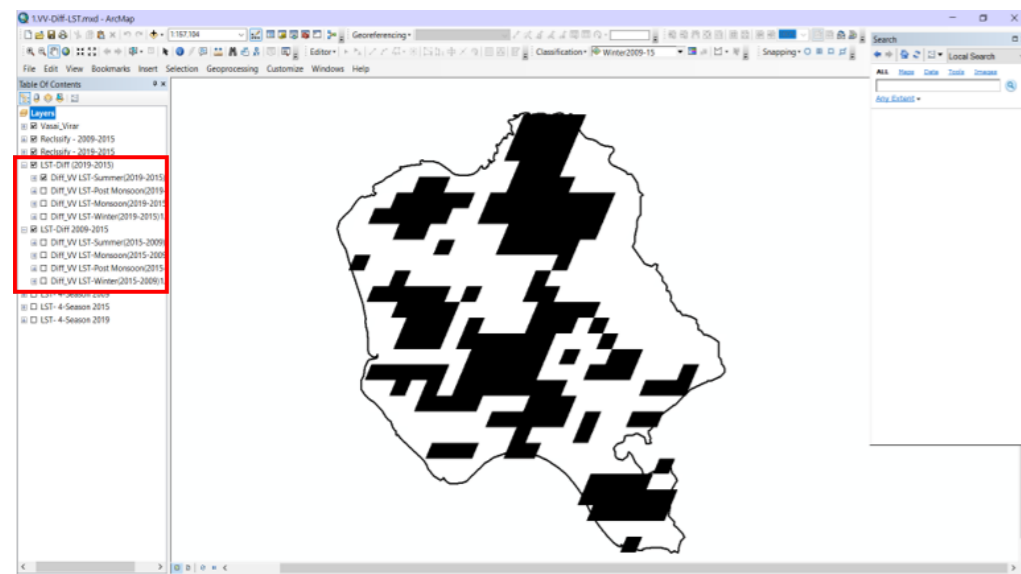 1.VV-Diff-LST.mxd - ArcMap
1:157,104
Georeferencing
Editor
Classification
Winter2009-15
Snapping
File Edit View Bookmarks Insert Selection Geoprocessing Customize Windows Help
Table Of Contents
Layers
Vasai_Virar
Reclssify - 2009-2015
Reclssify - 2019-2015
LST-Diff (2019-2015)
Diff_VV LST-Summer(2019-2015)
Diff_VV LST-Post Monsoon(2019-
Diff_VV LST-Monsoon(2019-2015
Diff_VV LST-Winter(2019-2015)1.
LST-Diff 2009-2015
Diff_VV LST-Summer(2015-2009)
Diff_VV LST-Monsoon(2015-2009
Diff_VV LST-Post Monsoon(2015-
Diff_VV LST-Winter(2015-2009)1.
LST- 4-Season 2009
LST- 4-Season 2015
LST- 4-Season 2019
Search
Local Search
ALL Maps Data Tools Images
Any Extent